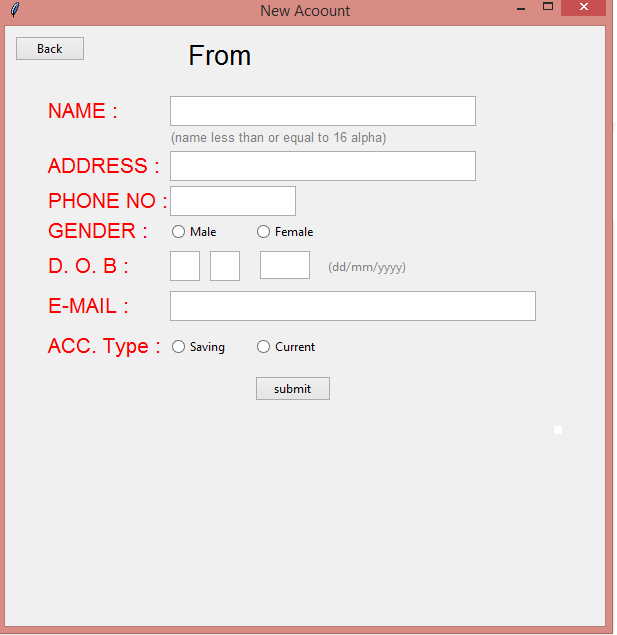 New Acoount
Back
From
NAME :
(name less than or equal to 16 alpha)
ADDRESS :
PHONE NO :
GENDER : Male Female
D. O. B : (dd/mm/yyyy)
E-MAIL :
ACC. Type : Saving Current
submit